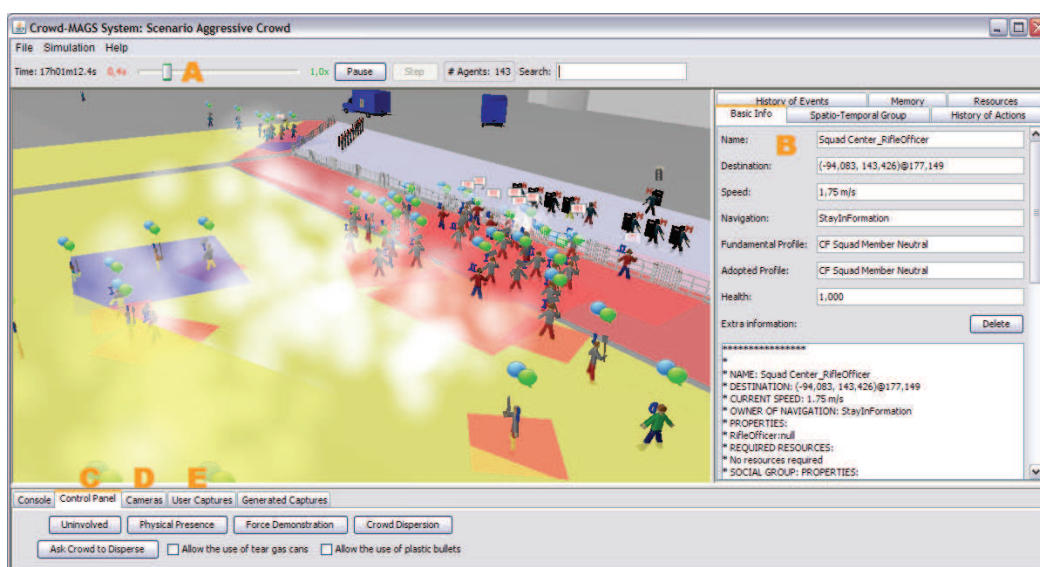 Crowd-MAGS System: Scenario Aggressive Crowd
File Simulation Help
Time: 17h01m12.4s 0,4s A 1,0x Pause Step # Agents: 143 Search:
History of Events Memory Resources
Basic Info Spatio-Temporal Group History of Actions
B
Name: Squad Center_RifleOfficer
Destination: (-94,083, 143,426)@177,149
Speed: 1,75 m/s
Navigation: StayInFormation
Fundamental Profile: CF Squad Member Neutral
Adopted Profile: CF Squad Member Neutral
Health: 1,000
Extra information: Delete
****************
*
* NAME: Squad Center_RifleOfficer
* DESTINATION: (-94,083, 143,426)@177,149
* CURRENT SPEED: 1.75 m/s
* OWNER OF NAVIGATION: StayInFormation
* PROPERTIES:
* RifleOfficer:null
* REQUIRED RESOURCES:
* No resources required
* SOCIAL GROUP: PROPERTIES:
C D E
Console Control Panel Cameras User Captures Generated Captures
Uninvolved Physical Presence Force Demonstration Crowd Dispersion
Ask Crowd to Disperse Allow the use of tear gas cans Allow the use of plastic bullets